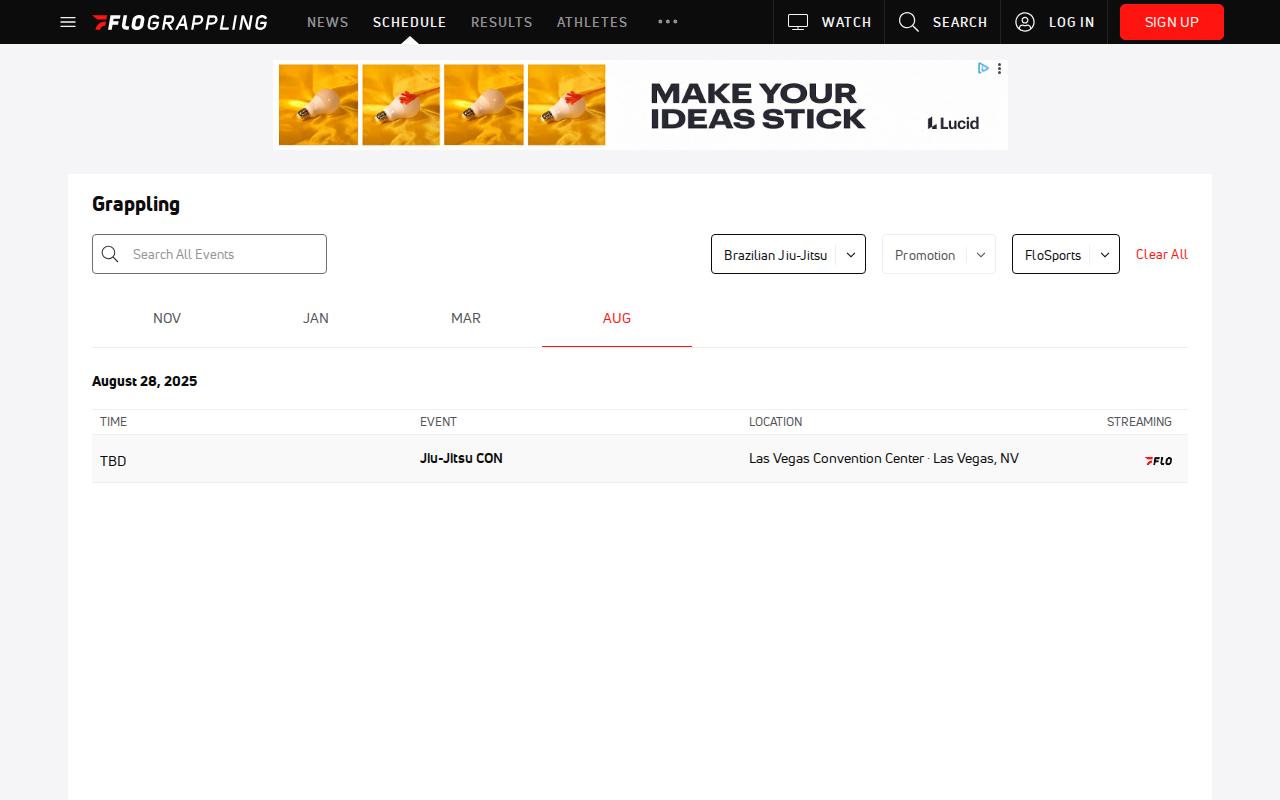 FLOGRAPPLING NEWS SCHEDULE RESULTS ATHLETES WATCH SEARCH LOG IN SIGN UP
MAKE YOUR
IDEAS STICK
Lucid
Grappling
Search All Events Brazilian Jiu-Jitsu Promotion FloSports Clear All
NOV JAN MAR AUG
August 28, 2025
TIME EVENT LOCATION STREAMING
TBD Jiu-Jitsu CON Las Vegas Convention Center · Las Vegas, NV FLO